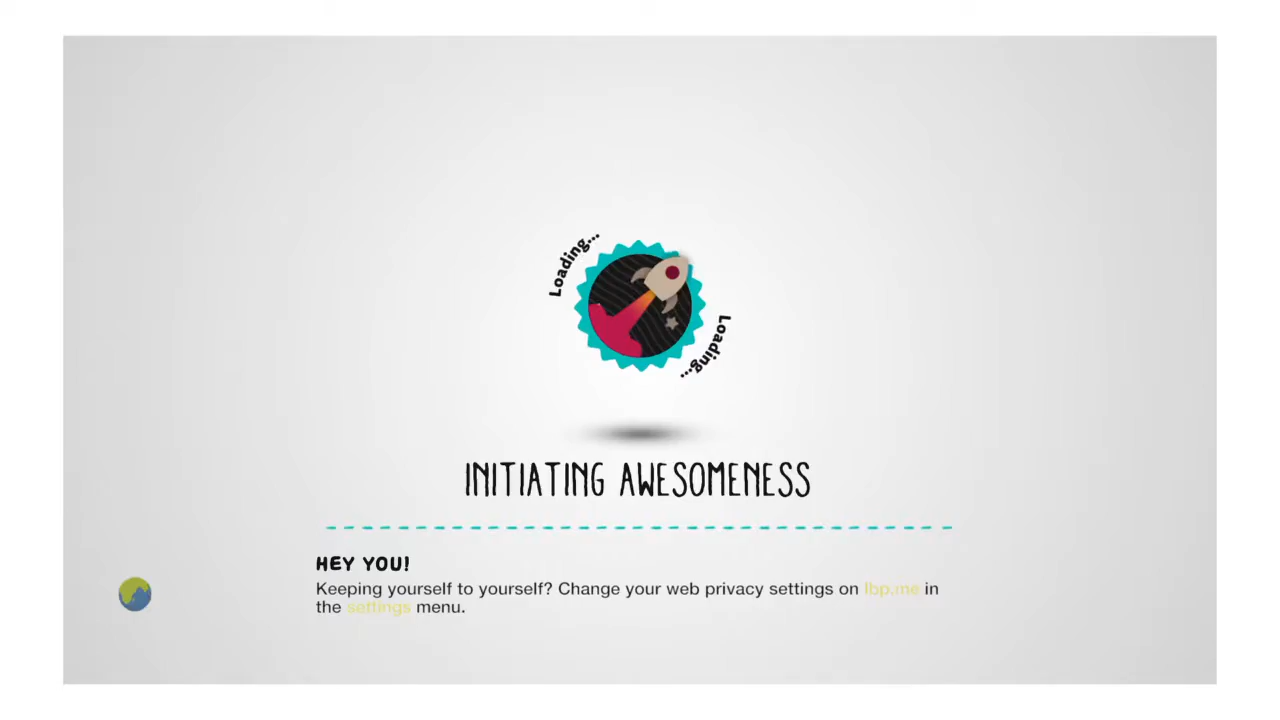 Loading...
Loading...
INITIATING AWESOMENESS
HEY YOU!
Keeping yourself to yourself? Change your web privacy settings on lbp.me in
the settings menu.